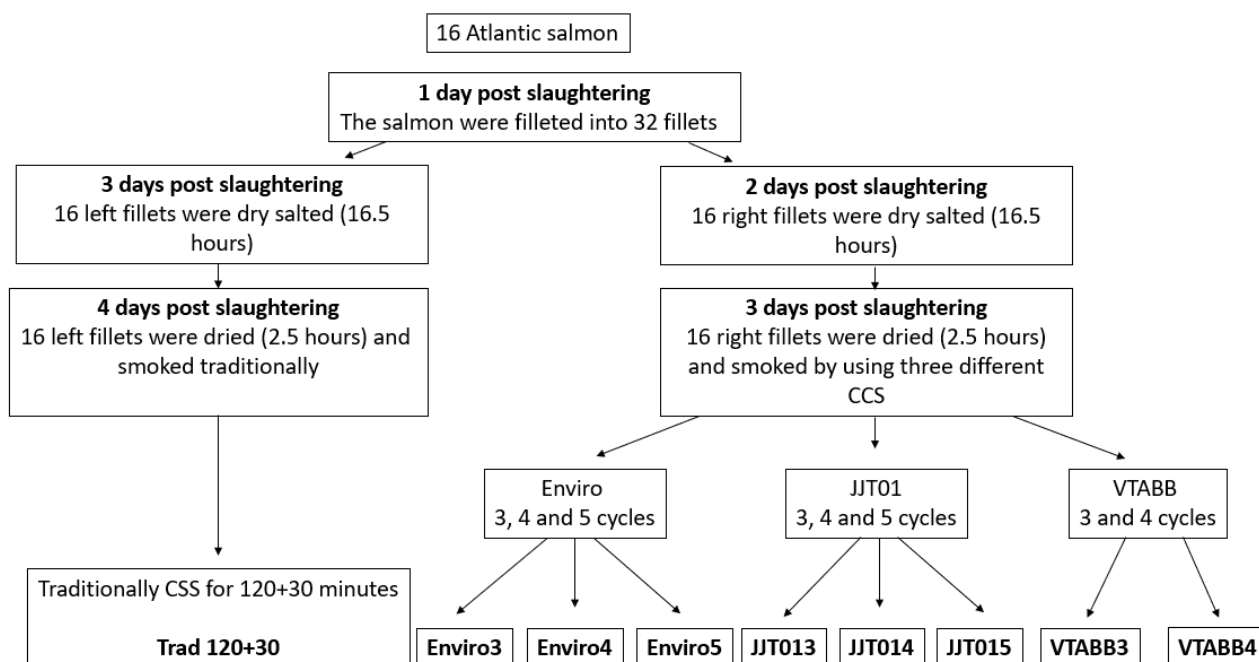 16 Atlantic salmon
1 day post slaughtering
The salmon were filleted into 32 fillets
3 days post slaughtering
16 left fillets were dry salted (16.5
hours)
2 days post slaughtering
16 right fillets were dry salted (16.5
hours)
4 days post slaughtering
16 left fillets were dried (2.5 hours) and
smoked traditionally
3 days post slaughtering
16 right fillets were dried (2.5 hours)
and smoked by using three different
CCS
Enviro
3, 4 and 5 cycles
JJT01
3, 4 and 5 cycles
VTABB
3 and 4 cycles
Traditionally CSS for 120+30 minutes
Trad 120+30
Enviro3
Enviro4
Enviro5
JJT013
JJT014
JJT015
VTABB3
VTABB4